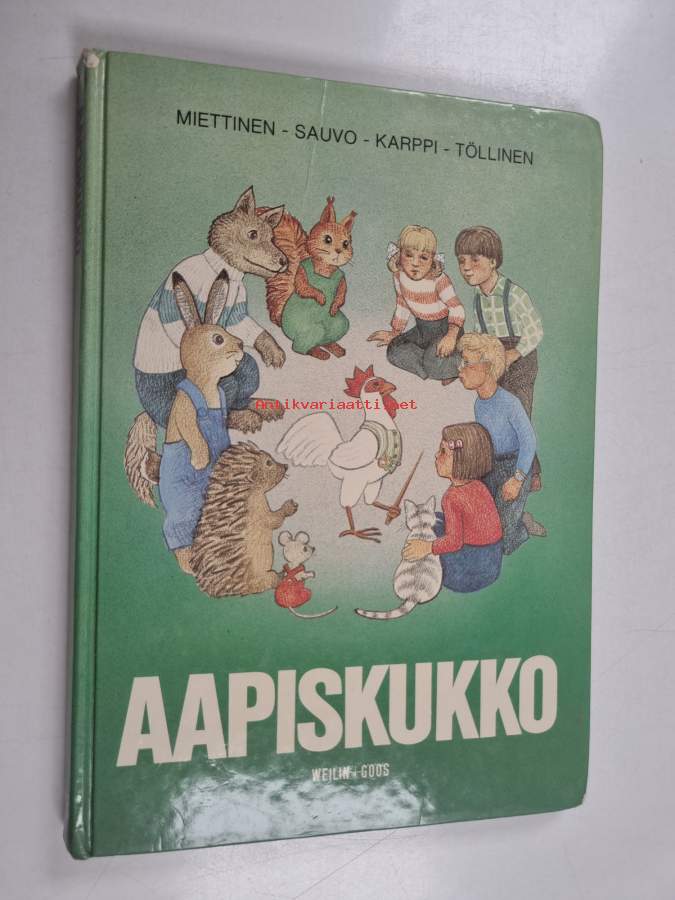 MIETTINEN - SAUVO - KARPPI - TÖLLINEN
Antikvariaatti.net
AAPISKUKKO
WEILIN+GÖÖS